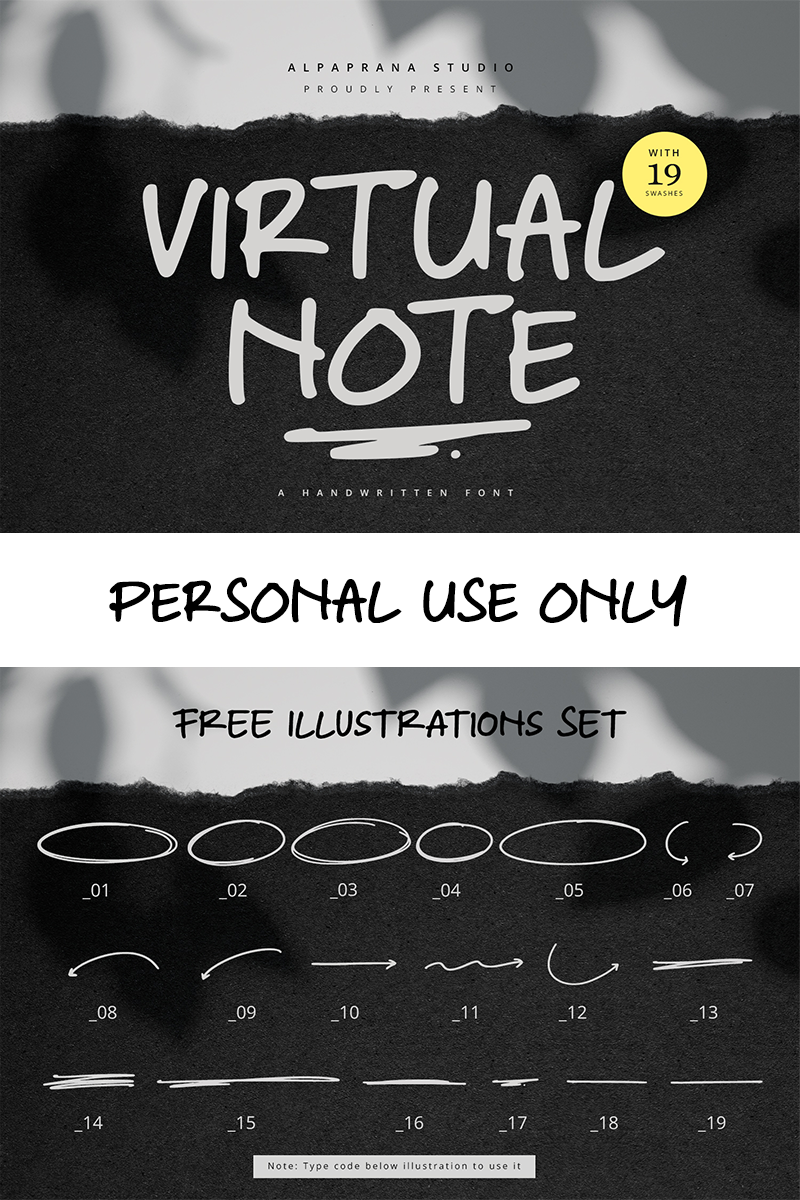 ALPAPRANA STUDIO
PROUDLY PRESENT
WITH
19
SWASHES
VIRTUAL
NOTE
A HANDWRITTEN FONT
PERSONAL USE ONLY
FREE ILLUSTRATIONS SET
_01 _02 _03 _04 _05 _06 _07
_08 _09 _10 _11 _12 _13
_14 _15 _16 _17 _18 _19
Note: Type code below illustration to use it